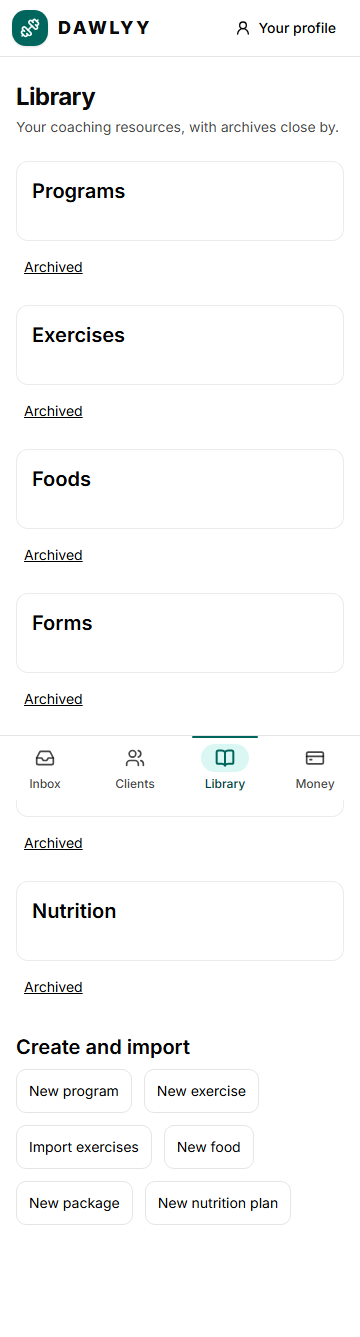 DAWLYY
Your profile
Library
Your coaching resources, with archives close by.
Programs
Archived
Exercises
Archived
Foods
Archived
Forms
Archived
Inbox
Clients
Library
Money
Archived
Nutrition
Archived
Create and import
New program
New exercise
Import exercises
New food
New package
New nutrition plan